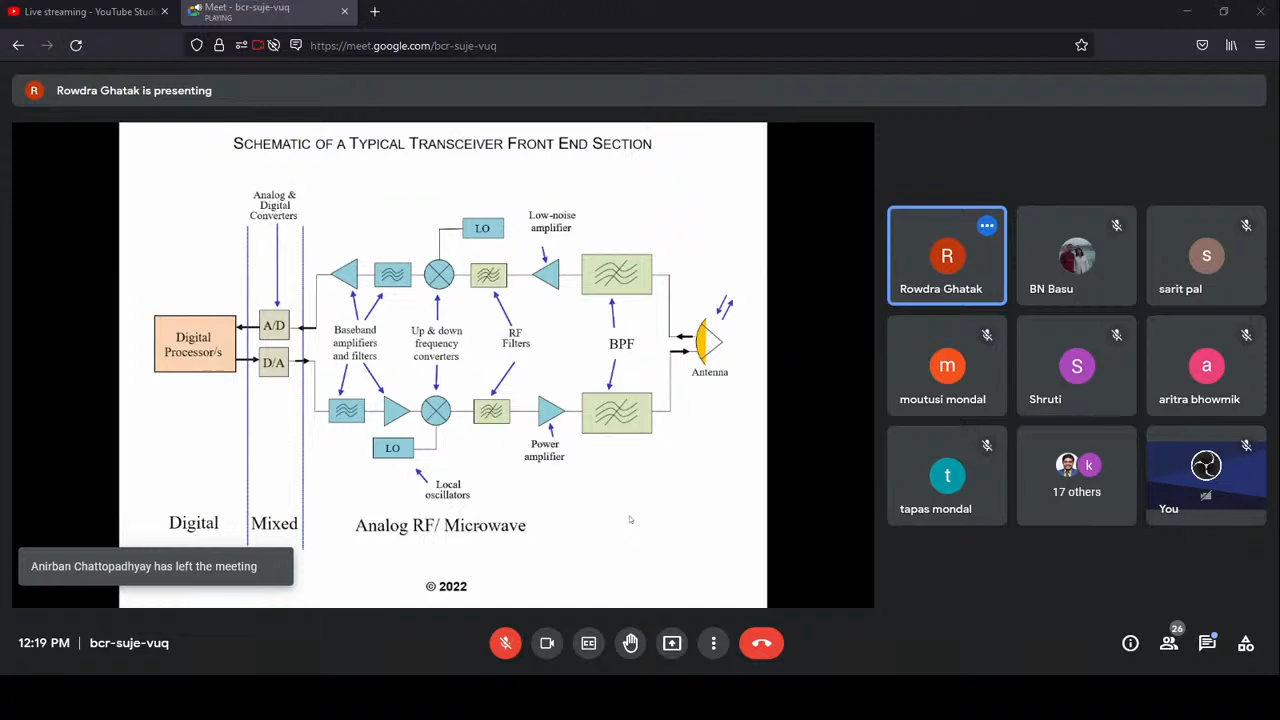 Live streaming - YouTube Studi
Meet - bcr-suje-vuq
PLAYING
https://meet.google.com/bcr-suje-vuq
R
Rowdra Ghatak is presenting
SCHEMATIC OF A TYPICAL TRANSCEIVER FRONT END SECTION
Analog &
Digital
Converters
LO
Low-noise
amplifier
Digital
Processor/s
A/D
D/A
Baseband
amplifiers
and filters
Up & down
frequency
converters
RF
Filters
BPF
Antenna
LO
Power
amplifier
Local
oscillators
Digital
Mixed
Analog RF/ Microwave
© 2022
Anirban Chattopadhyay has left the meeting
R
Rowdra Ghatak
BN Basu
s
sarit pal
m
moutusi mondal
S
Shruti
a
aritra bhowmik
t
tapas mondal
k
17 others
You
12:19 PM
bcr-suje-vuq
26